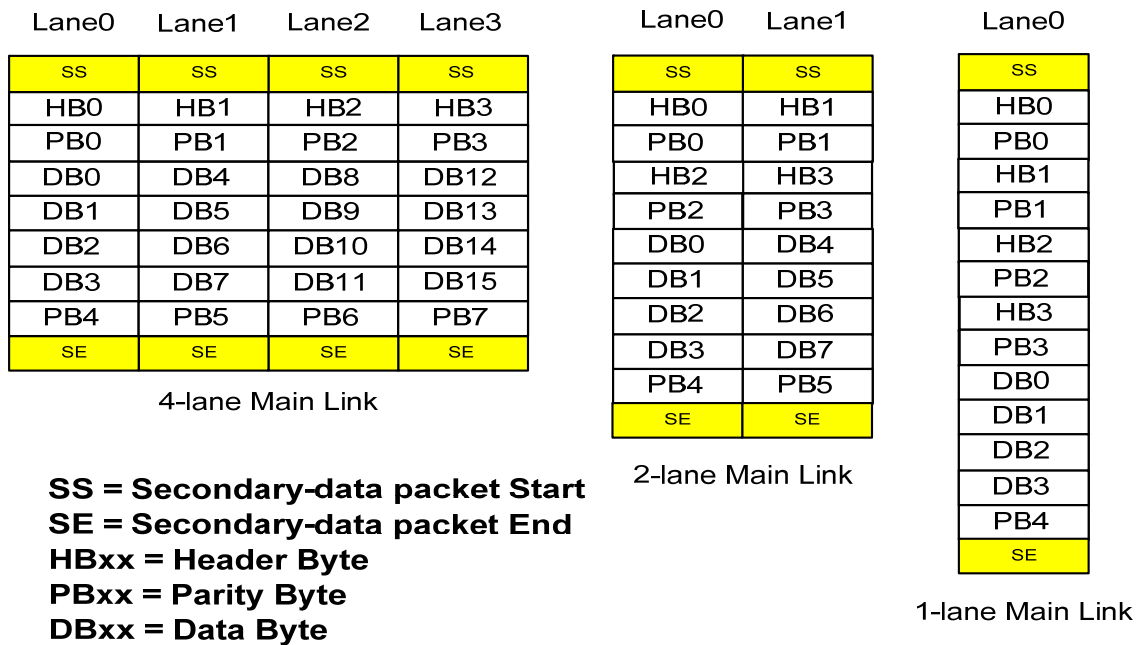 Lane0 Lane1 Lane2 Lane3
SS SS SS SS
HB0 HB1 HB2 HB3
PB0 PB1 PB2 PB3
DB0 DB4 DB8 DB12
DB1 DB5 DB9 DB13
DB2 DB6 DB10 DB14
DB3 DB7 DB11 DB15
PB4 PB5 PB6 PB7
SE SE SE SE
4-lane Main Link
Lane0 Lane1
SS SS
HB0 HB1
PB0 PB1
HB2 HB3
PB2 PB3
DB0 DB4
DB1 DB5
DB2 DB6
DB3 DB7
PB4 PB5
SE SE
2-lane Main Link
Lane0
SS
HB0
PB0
HB1
PB1
HB2
PB2
HB3
PB3
DB0
DB1
DB2
DB3
PB4
SE
1-lane Main Link
SS = Secondary-data packet Start
SE = Secondary-data packet End
HBxx = Header Byte
PBxx = Parity Byte
DBxx = Data Byte